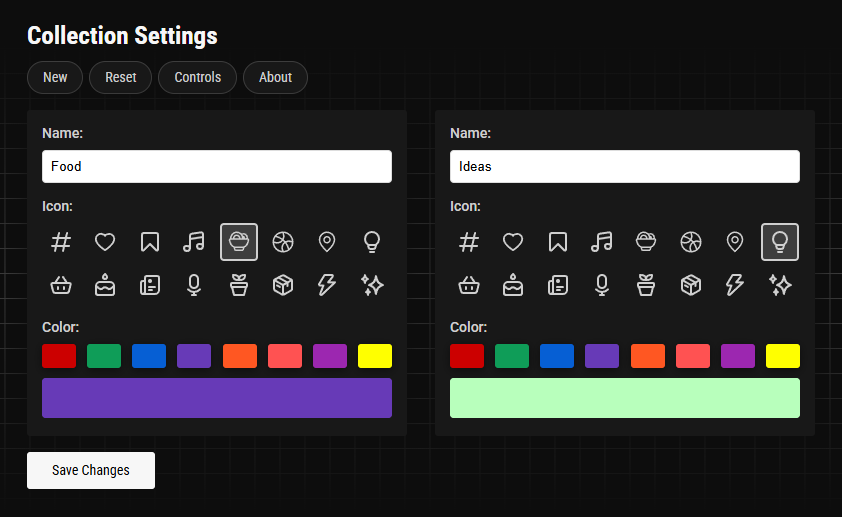 Collection Settings
New Reset Controls About
Name:
Food
Icon:
Color:
Name:
Ideas
Icon:
Color:
Save Changes